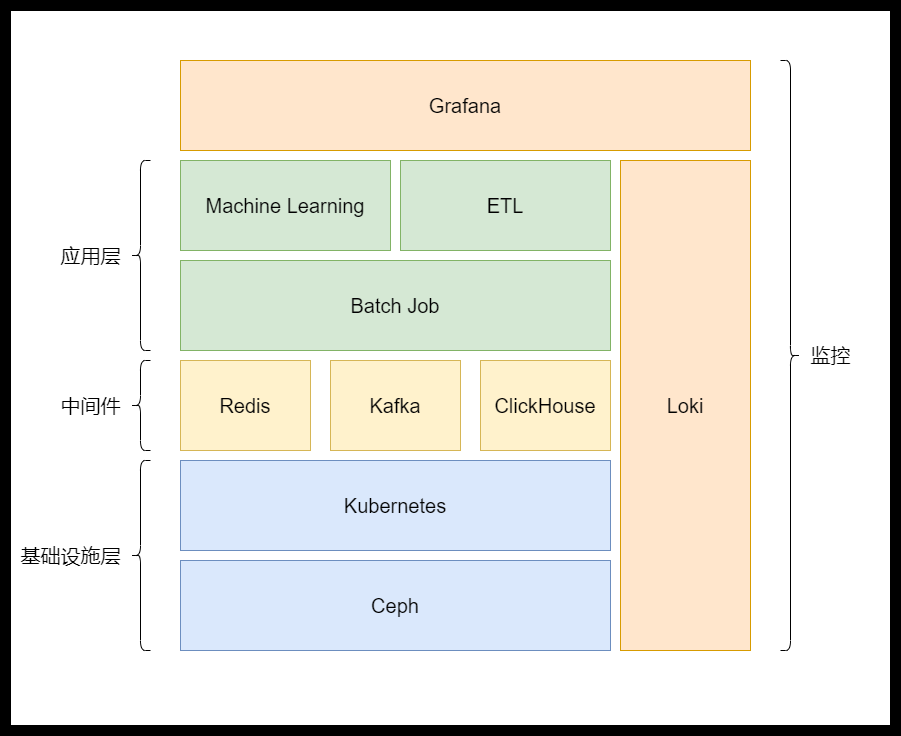 Grafana
Machine Learning
ETL
应用层
Batch Job
监控
中间件
Redis
Kafka
ClickHouse
Loki
Kubernetes
基础设施层
Ceph